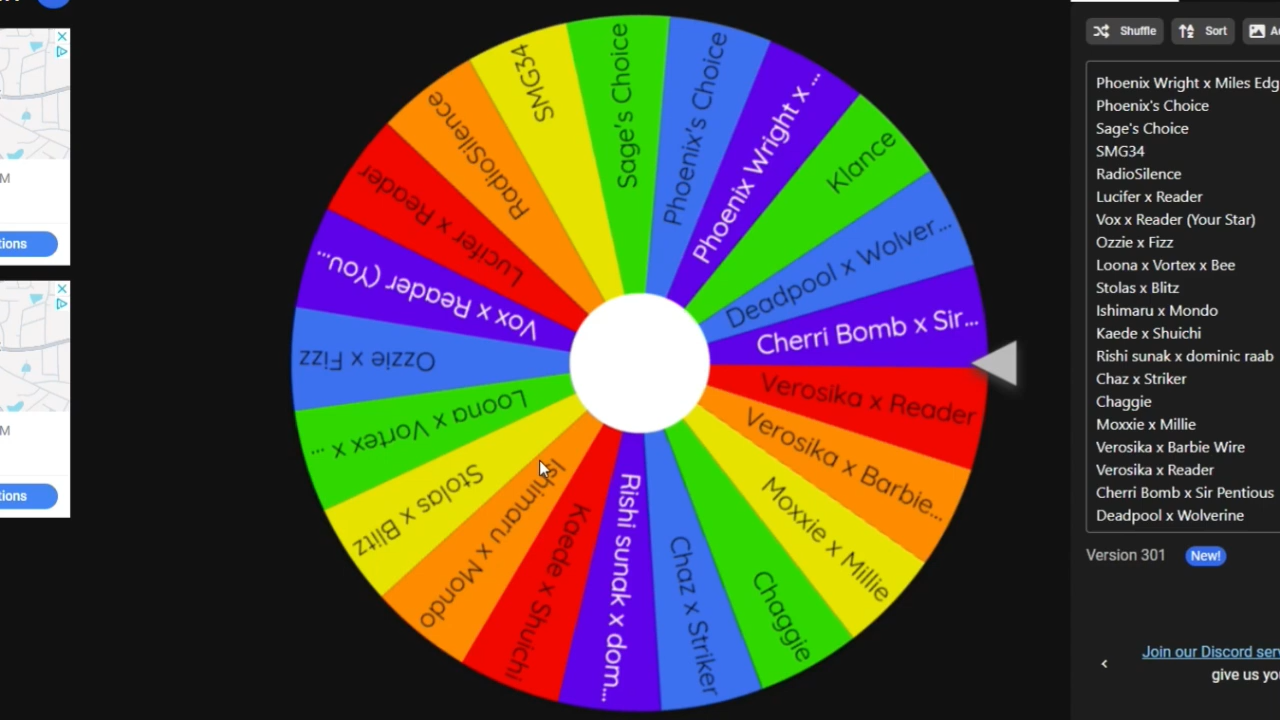 M
tions
M
tions
SMG34
Sage's Choice
Phoenix's Choice
Phoenix Wright x ...
Klance
Deadpool x Wolver...
Cherri Bomb x Sir...
Verosika x Reader
Verosika x Barbie...
Moxxie x Millie
Chaggie
Chaz x Striker
Rishi sunak x dom...
Kaede x Shuichi
Ishimaru x Mondo
Stolas x Blitz
Loona x Vortex x ...
Ozzie x Fizz
Vox x Reader (You...
Lucifer x Reader
RadioSilence
Shuffle
Sort
Phoenix Wright x Miles Edg
Phoenix's Choice
Sage's Choice
SMG34
RadioSilence
Lucifer x Reader
Vox x Reader (Your Star)
Ozzie x Fizz
Loona x Vortex x Bee
Stolas x Blitz
Ishimaru x Mondo
Kaede x Shuichi
Rishi sunak x dominic raab
Chaz x Striker
Chaggie
Moxxie x Millie
Verosika x Barbie Wire
Verosika x Reader
Cherri Bomb x Sir Pentious
Deadpool x Wolverine
Version 301 New!
Join our Discord serv
give us yo